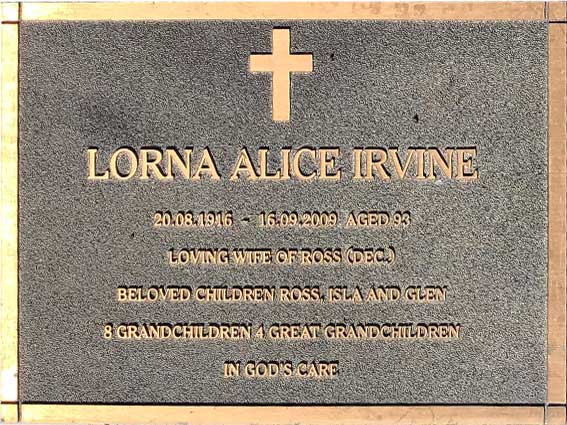 LORNA ALICE IRVINE
20.08.1916 - 16.09.2009 AGED 93
LOVING WIFE OF ROSS (DEC.)
BELOVED CHILDREN ROSS, ISLA AND GLEN
8 GRANDCHILDREN 4 GREAT GRANDCHILDREN
IN GOD'S CARE